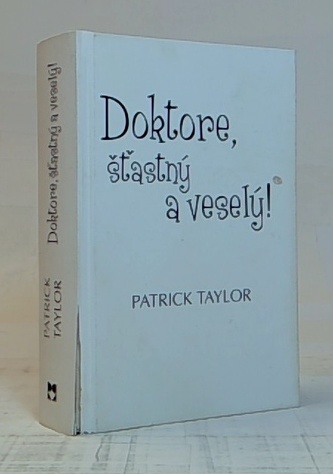 Doktore,
šťastný
a veselý!
PATRICK TAYLOR
Doktore, šťastný a veselý!
PATRICK
TAYLOR